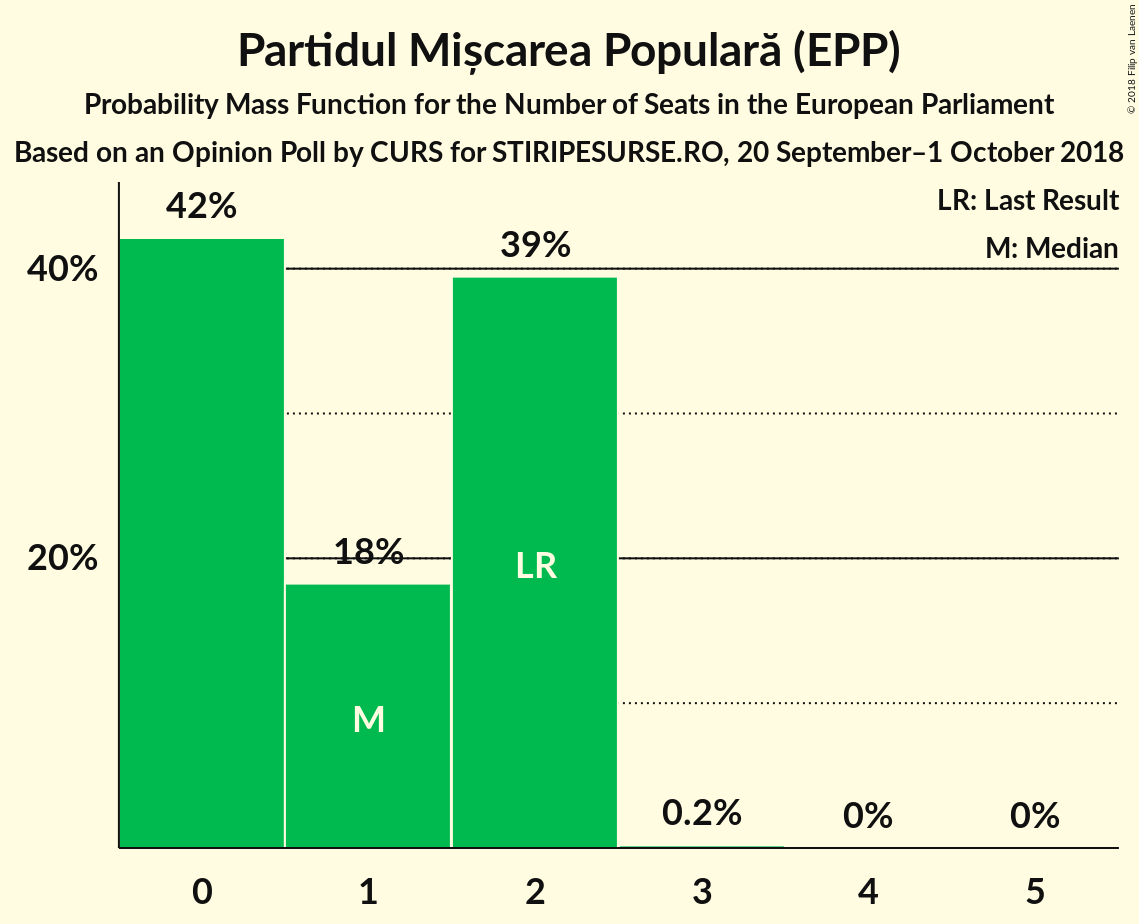 Partidul Mișcarea Populară (EPP)
Probability Mass Function for the Number of Seats in the European Parliament
Based on an Opinion Poll by CURS for STIRIPESURSE.RO, 20 September–1 October 2018
© 2018 Filip van Laenen
LR: Last Result
M: Median
42%
39%
40%
18%
20%
LR
M
0.2%
0%
0%
0 1 2 3 4 5